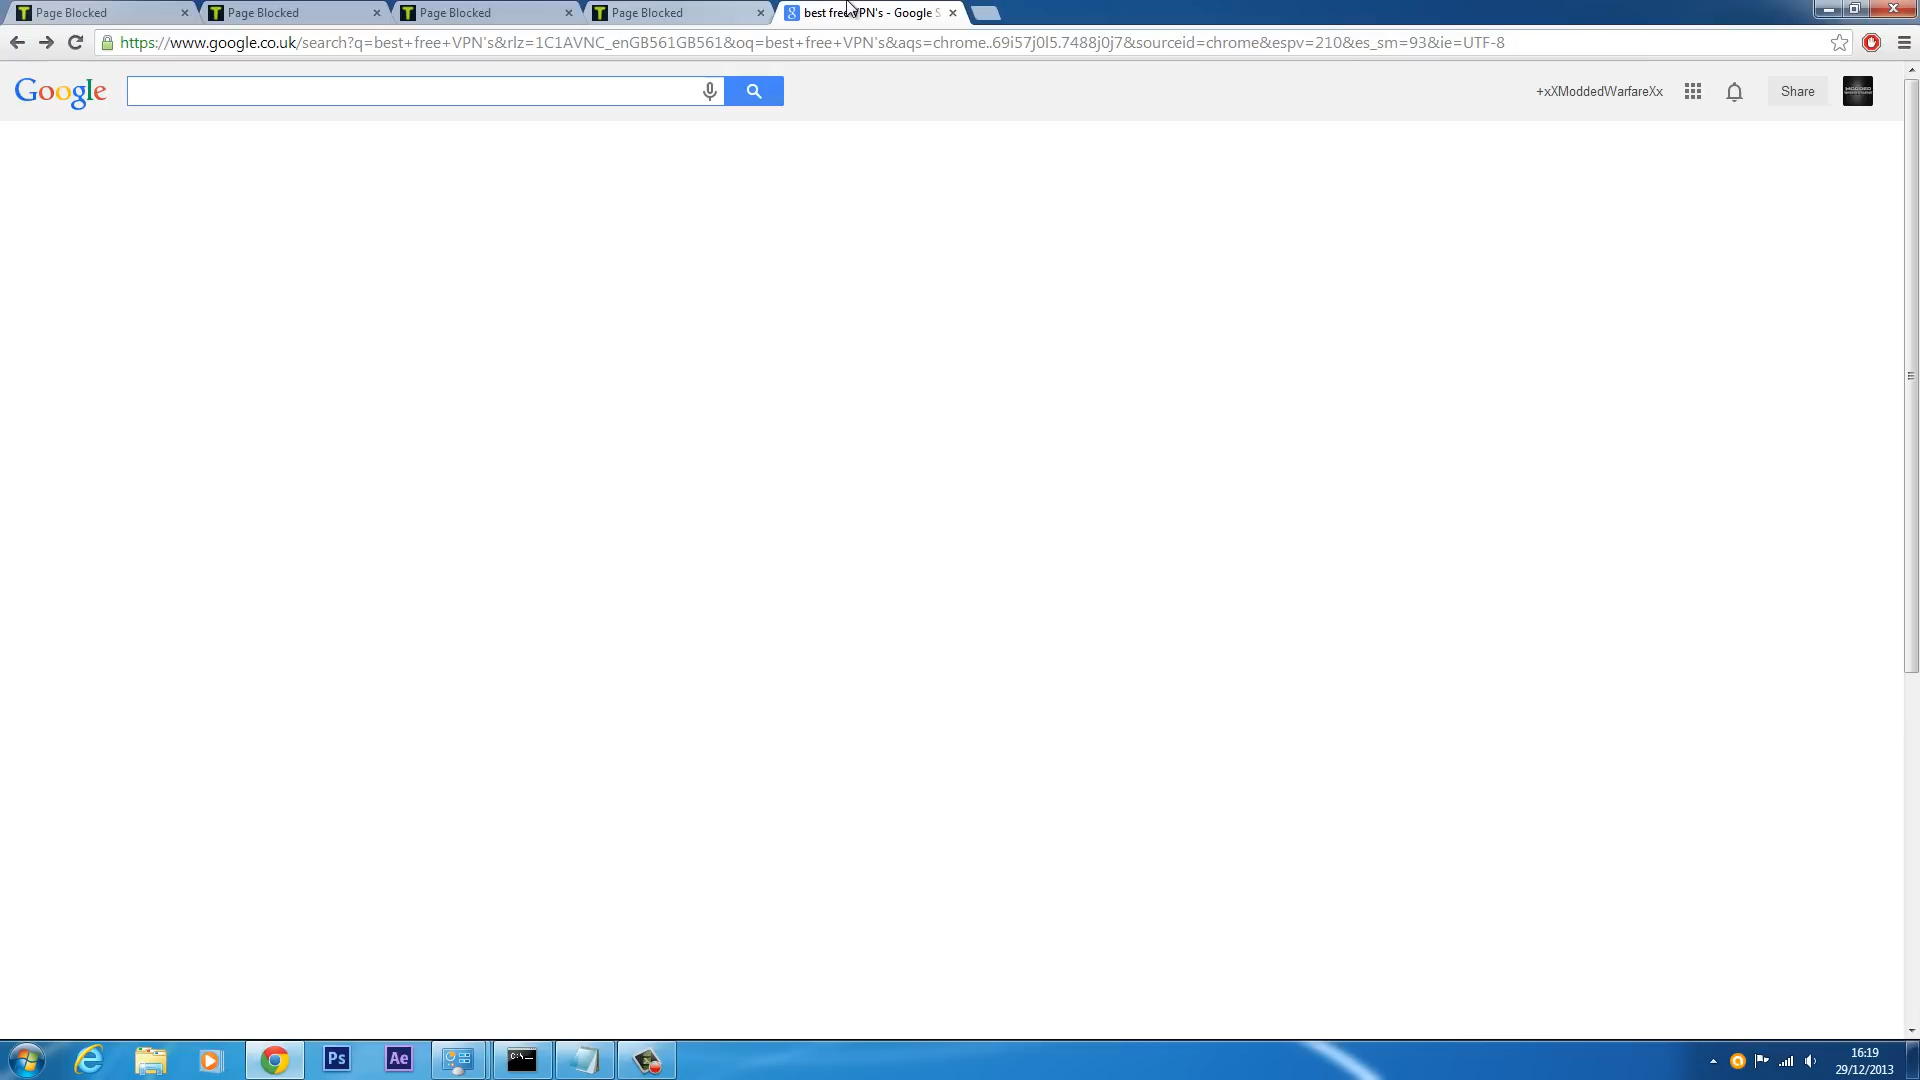 Page Blocked
Page Blocked
Page Blocked
Page Blocked
best free VPN's - Google S
https://www.google.co.uk/search?q=best+free+VPN's&rlz=1C1AVNC_enGB561GB561&oq=best+free+VPN's&aqs=chrome..69i57j0l5.7488j0j7&sourceid=chrome&espv=210&es_sm=93&ie=UTF-8
Google
+xXModdedWarfareXx
Share
Ps
Ae
C:\_
16:19
29/12/2013